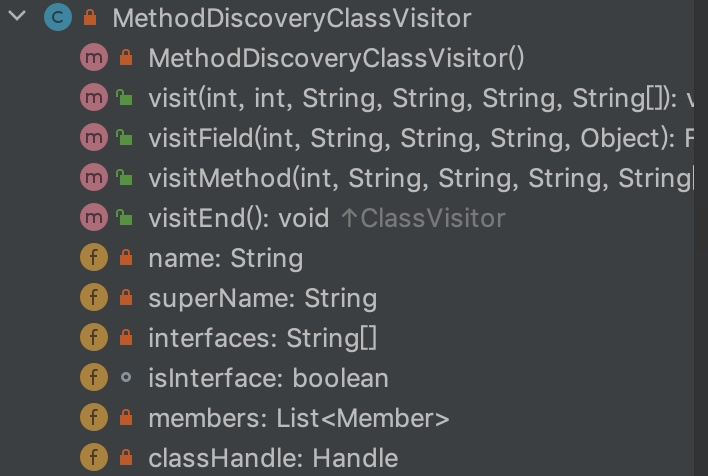 C MethodDiscoveryClassVisitor
m MethodDiscoveryClassVisitor()
m visit(int, int, String, String, String, String[]): v
m visitField(int, String, String, String, Object): F
m visitMethod(int, String, String, String, String[
m visitEnd(): void ↑ClassVisitor
f name: String
f superName: String
f interfaces: String[]
f isInterface: boolean
f members: List<Member>
f classHandle: Handle